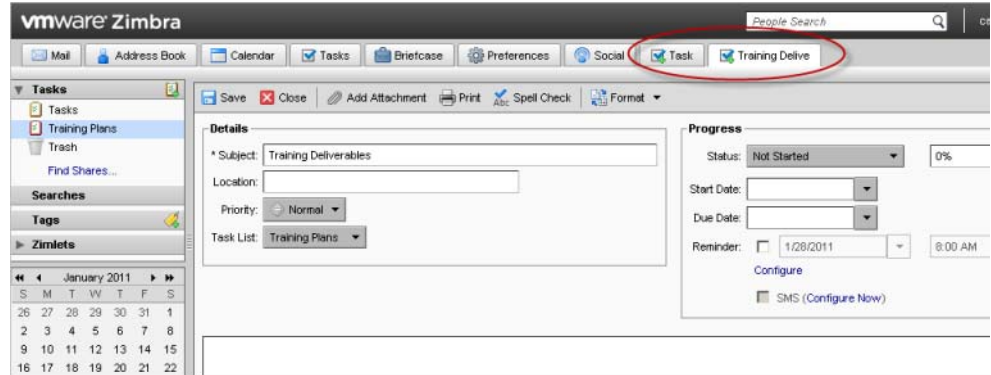 vmware Zimbra People Search
Mail Address Book Calendar Tasks Briefcase Preferences Social Task Training Delive
Tasks
Tasks
Training Plans
Trash
Find Shares...
Searches
Tags
Zimlets
January 2011
S M T W T F S
26 27 28 29 30 31 1
2 3 4 5 6 7 8
9 10 11 12 13 14 15
16 17 18 19 20 21 22
Save Close Add Attachment Print Abc Spell Check Format
Details
* Subject: Training Deliverables
Location:
Priority: Normal
Task List: Training Plans
Progress
Status: Not Started 0%
Start Date:
Due Date:
Reminder: 1/28/2011 8:00 AM
Configure
SMS (Configure Now)